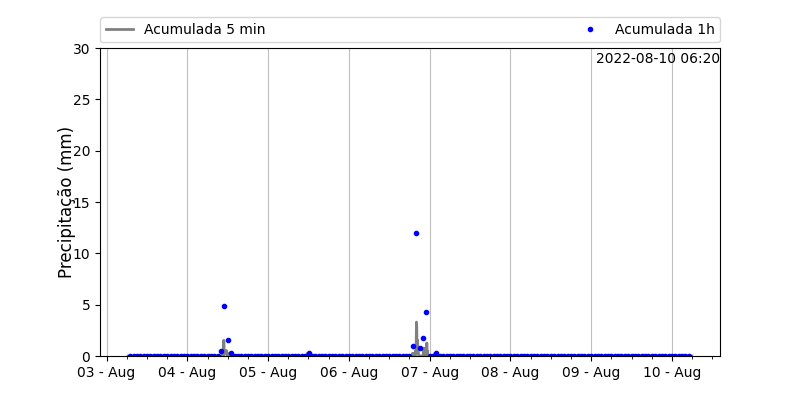 Acumulada 5 min
Acumulada 1h
2022-08-10 06:20
Precipitação (mm)
30
25
20
15
10
5
0
03 - Aug
04 - Aug
05 - Aug
06 - Aug
07 - Aug
08 - Aug
09 - Aug
10 - Aug